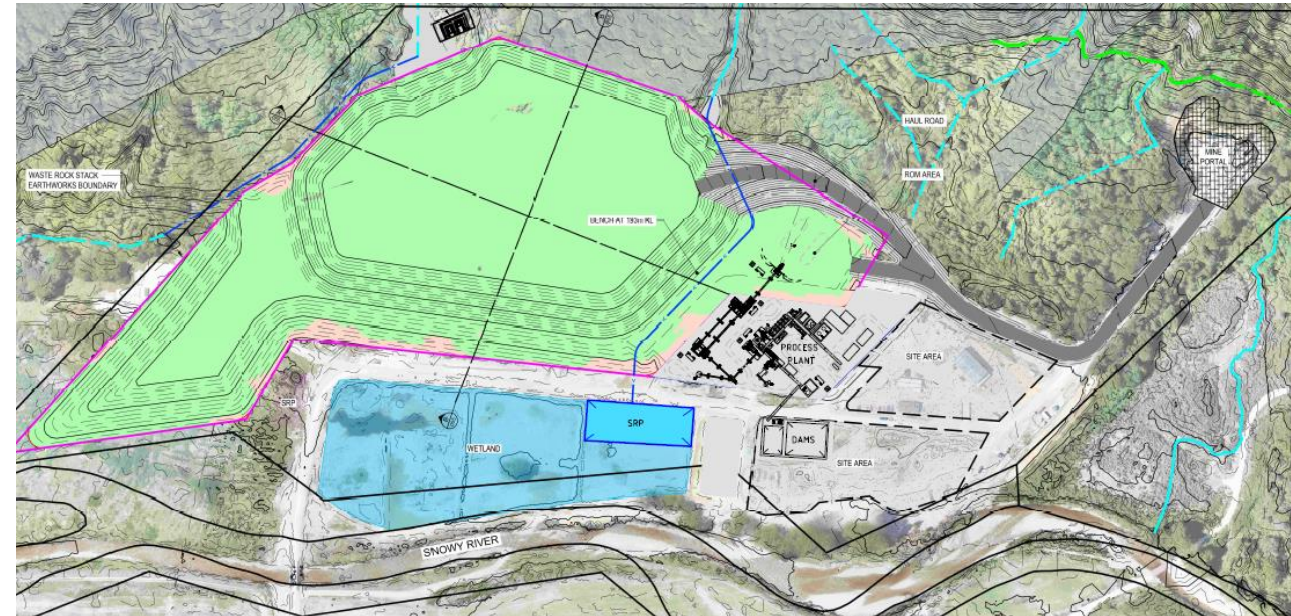 HAUL ROAD
MINE
PORTAL
ROM AREA
WASTE ROCK STACK
EARTHWORKS BOUNDARY
BENCH AT 190m RL
PROCESS
PLANT
SITE AREA
SRP
SRP
DAMS
WETLAND
SITE AREA
SNOWY RIVER